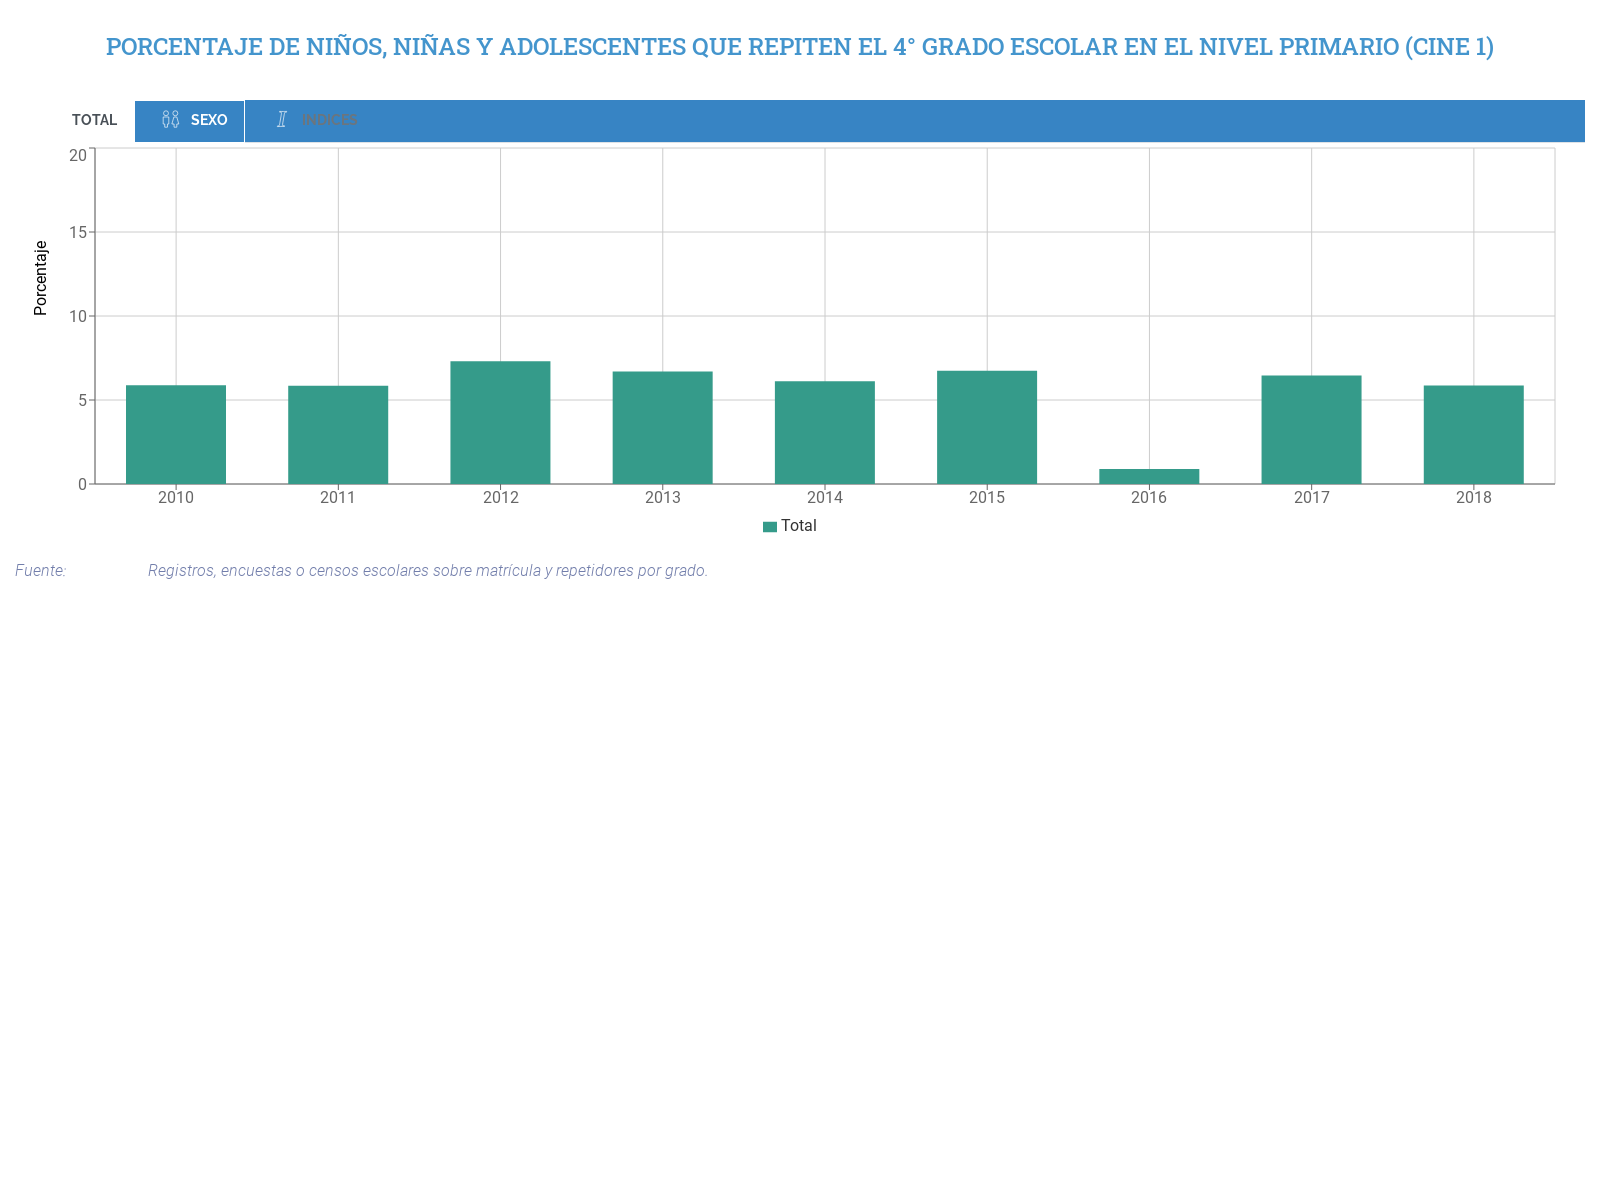 PORCENTAJE DE NIÑOS, NIÑAS Y ADOLESCENTES QUE REPITEN EL 4° GRADO ESCOLAR EN EL NIVEL PRIMARIO (CINE 1)
TOTAL SEXO INDICES
20
15
10
5
0
Porcentaje
2010 2011 2012 2013 2014 2015 2016 2017 2018
Total
Fuente: Registros, encuestas o censos escolares sobre matrícula y repetidores por grado.